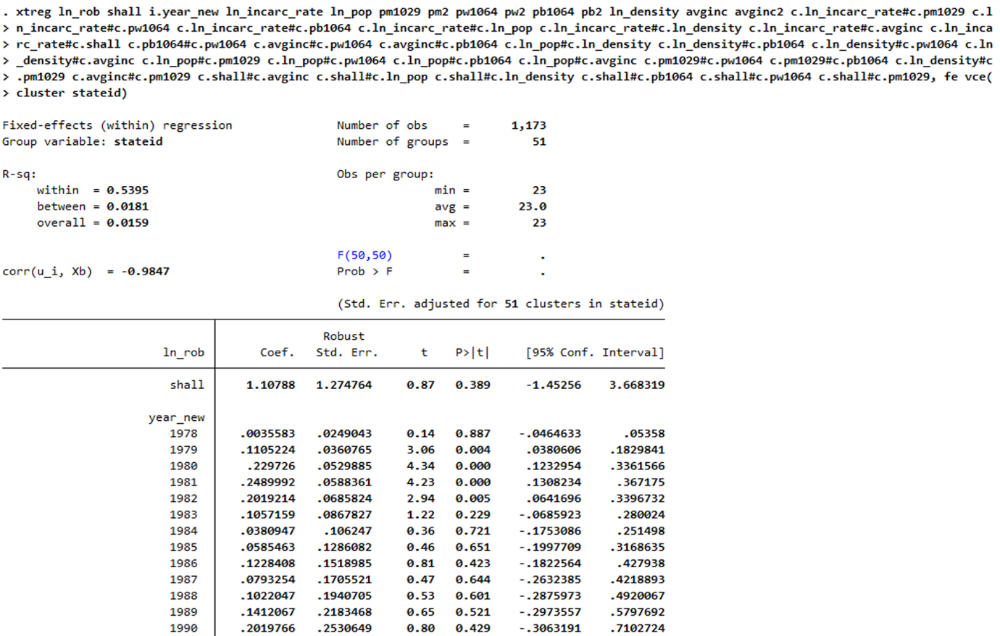 . xtreg ln_rob shall i.year_new ln_incarc_rate ln_pop pm1029 pm2 pw1064 pw2 pb1064 pb2 ln_density avginc avginc2 c.ln_incarc_rate#c.pm1029 c.l
> n_incarc_rate#c.pw1064 c.ln_incarc_rate#c.pb1064 c.ln_incarc_rate#c.ln_pop c.ln_incarc_rate#c.ln_density c.ln_incarc_rate#c.avginc c.ln_inca
> rc_rate#c.shall c.pb1064#c.pw1064 c.avginc#c.pw1064 c.avginc#c.pb1064 c.ln_pop#c.ln_density c.ln_density#c.pb1064 c.ln_density#c.pw1064 c.ln
> _density#c.avginc c.ln_pop#c.pm1029 c.ln_pop#c.pw1064 c.ln_pop#c.pb1064 c.ln_pop#c.avginc c.pm1029#c.pw1064 c.pm1029#c.pb1064 c.ln_density#c
> .pm1029 c.avginc#c.pm1029 c.shall#c.avginc c.shall#c.ln_pop c.shall#c.ln_density c.shall#c.pb1064 c.shall#c.pw1064 c.shall#c.pm1029, fe vce(
> cluster stateid)
Fixed-effects (within) regression Number of obs = 1,173
Group variable: stateid Number of groups = 51
R-sq: Obs per group:
within = 0.5395 min = 23
between = 0.0181 avg = 23.0
overall = 0.0159 max = 23
F(50,50) = .
corr(u_i, Xb) = -0.9847 Prob > F = .
(Std. Err. adjusted for 51 clusters in stateid)
Robust
ln_rob Coef. Std. Err. t P>|t| [95% Conf. Interval]
shall 1.10788 1.274764 0.87 0.389 -1.45256 3.668319
year_new
1978 .0035583 .0249043 0.14 0.887 -.0464633 .05358
1979 .1105224 .0360765 3.06 0.004 .0380606 .1829841
1980 .229726 .0529885 4.34 0.000 .1232954 .3361566
1981 .2489992 .0588361 4.23 0.000 .1308234 .367175
1982 .2019214 .0685824 2.94 0.005 .0641696 .3396732
1983 .1057159 .0867827 1.22 0.229 -.0685923 .280024
1984 .0380947 .106247 0.36 0.721 -.1753086 .251498
1985 .0585463 .1286082 0.46 0.651 -.1997709 .3168635
1986 .1228408 .1518985 0.81 0.423 -.1822564 .427938
1987 .0793254 .1705521 0.47 0.644 -.2632385 .4218893
1988 .1022047 .1940705 0.53 0.601 -.2875973 .4920067
1989 .1412067 .2183468 0.65 0.521 -.2973557 .5797692
1990 .2019766 .2530649 0.80 0.429 -.3063191 .7102724